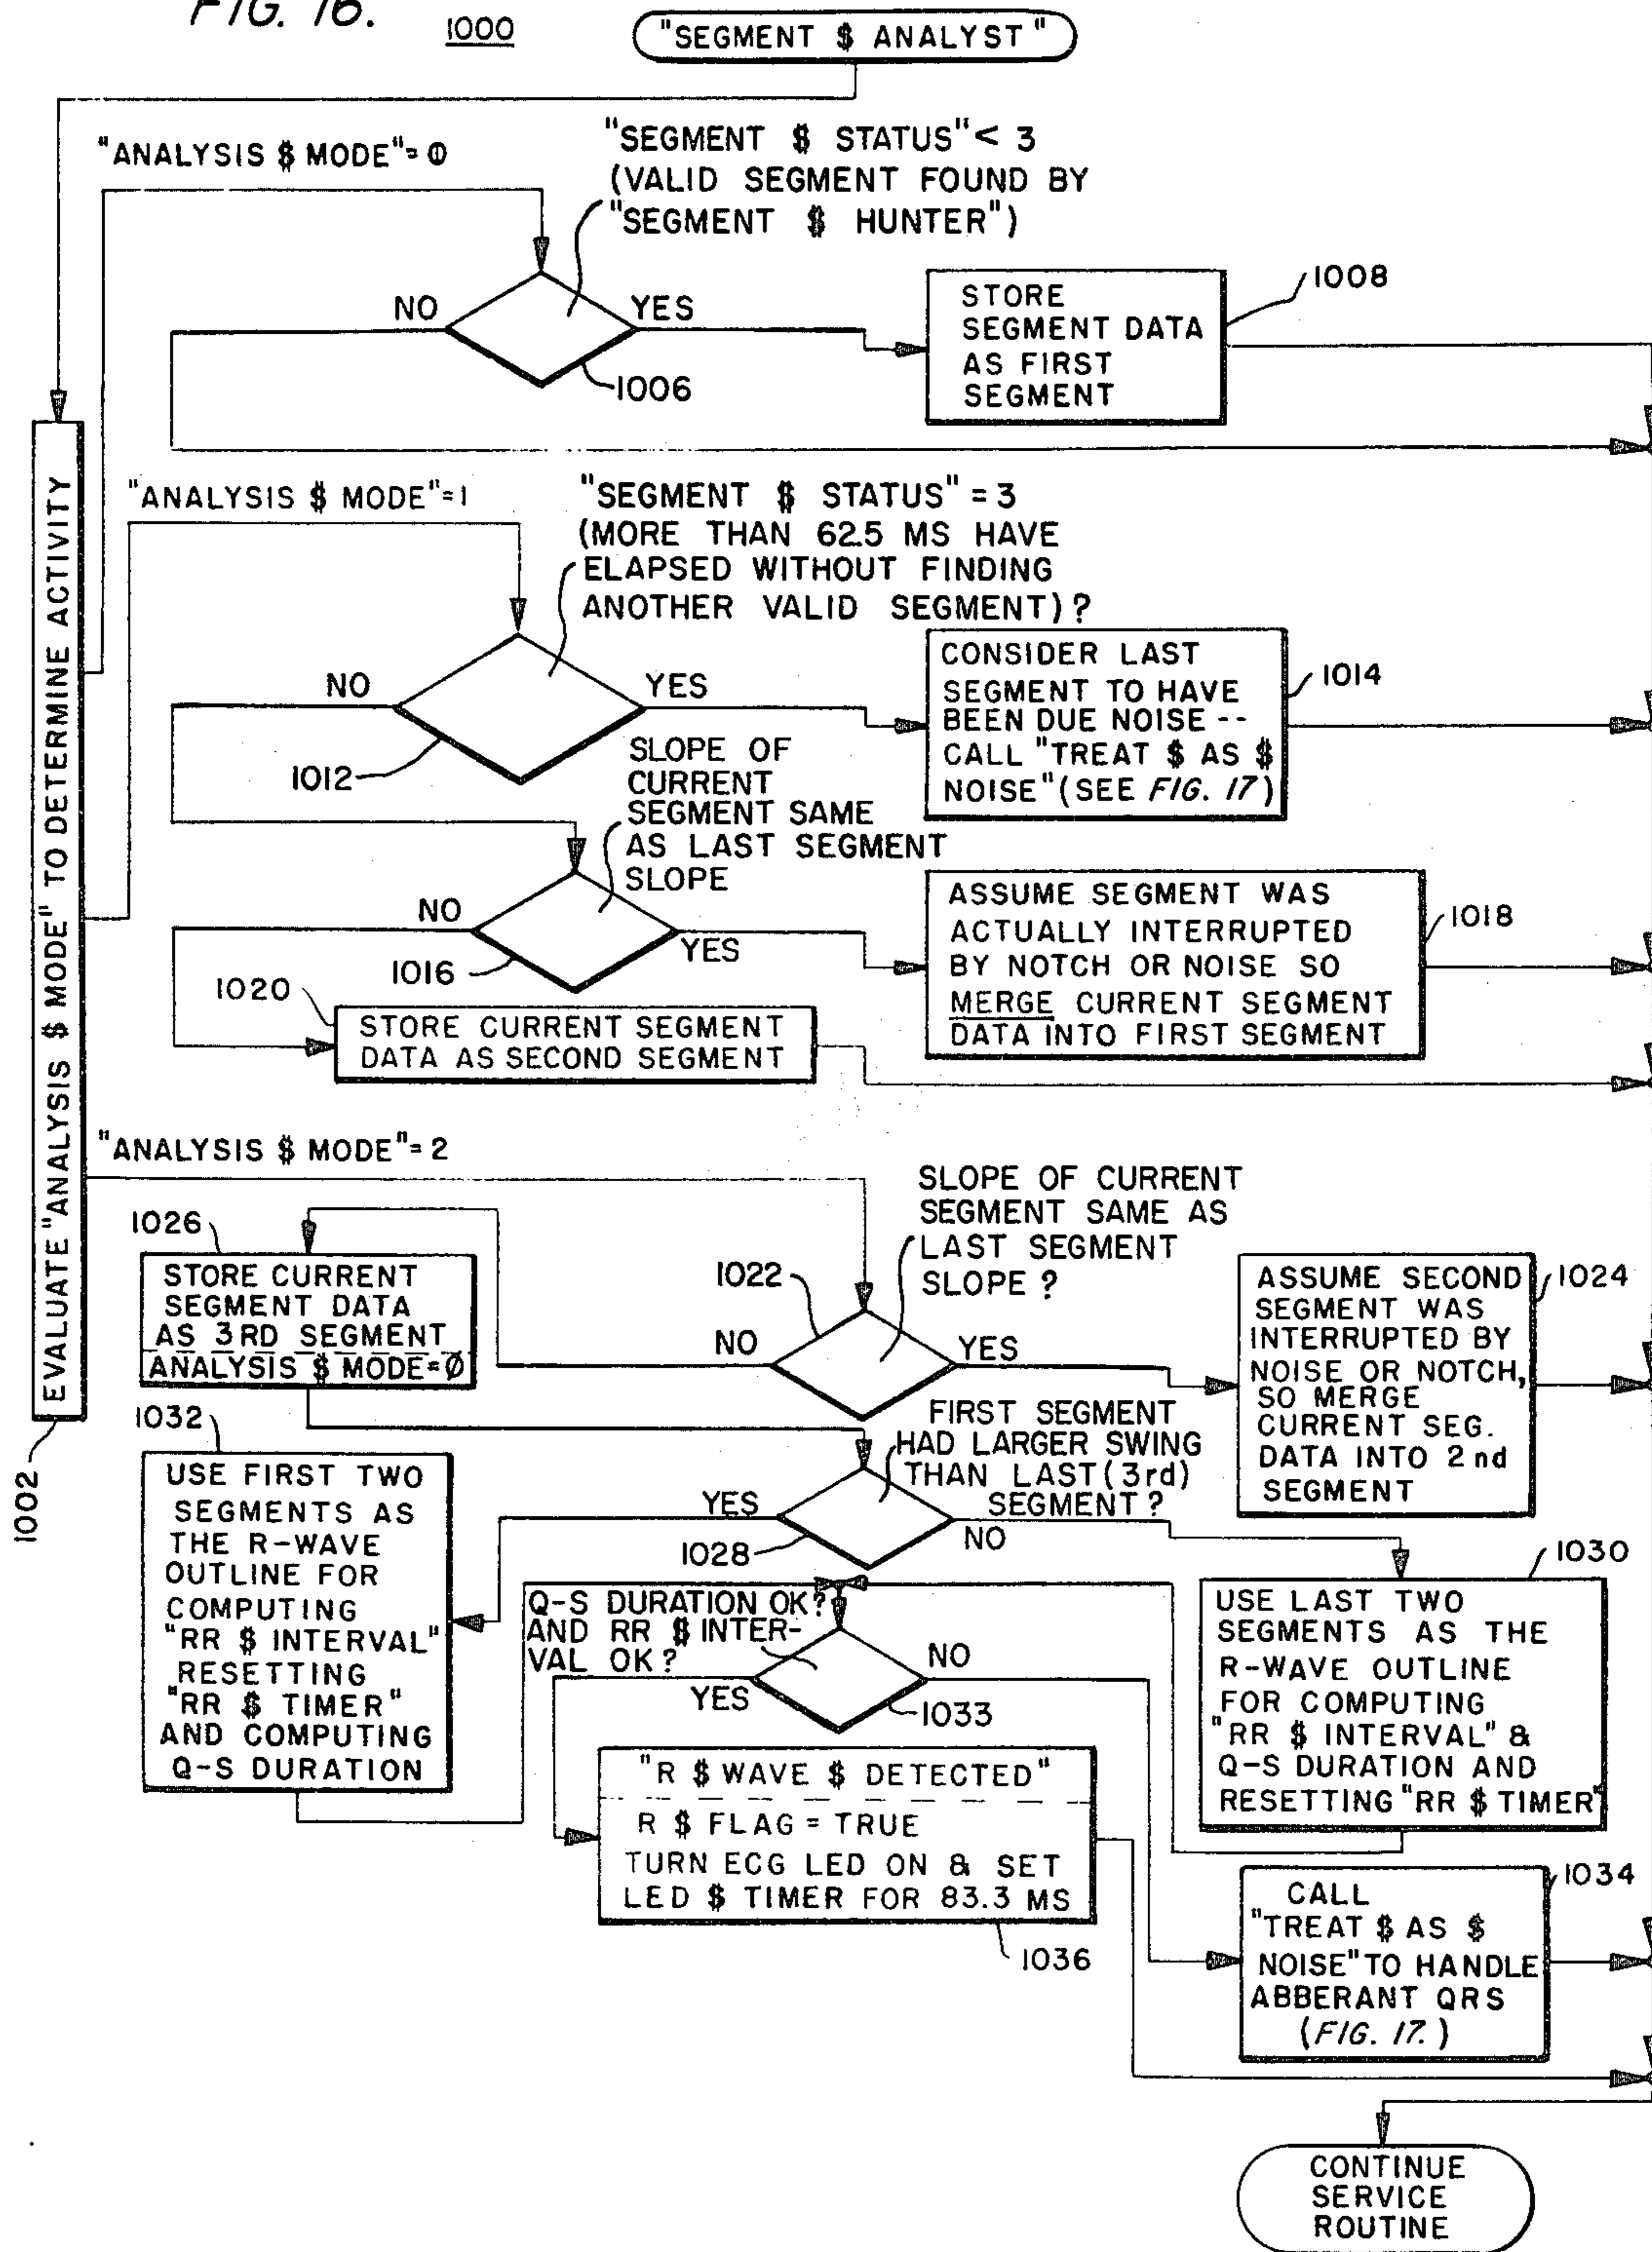 FIG. 16.
1000
"SEGMENT $ ANALYST"
"ANALYSIS $ MODE"=0
"SEGMENT $ STATUS"< 3
(VALID SEGMENT FOUND BY
"SEGMENT $ HUNTER")
NO
YES
1006
STORE
SEGMENT DATA
AS FIRST
SEGMENT
1008
EVALUATE "ANALYSIS $ MODE" TO DETERMINE ACTIVITY
1002
"ANALYSIS $ MODE"=1
"SEGMENT $ STATUS" = 3
(MORE THAN 62.5 MS HAVE
ELAPSED WITHOUT FINDING
ANOTHER VALID SEGMENT)?
NO
YES
1012
CONSIDER LAST
SEGMENT TO HAVE
BEEN DUE NOISE --
CALL "TREAT $ AS $
NOISE" (SEE FIG. 17)
1014
SLOPE OF
CURRENT
SEGMENT SAME
AS LAST SEGMENT
SLOPE
NO
YES
1016
ASSUME SEGMENT WAS
ACTUALLY INTERRUPTED
BY NOTCH OR NOISE SO
MERGE CURRENT SEGMENT
DATA INTO FIRST SEGMENT
1018
1020
STORE CURRENT SEGMENT
DATA AS SECOND SEGMENT
"ANALYSIS $ MODE"= 2
SLOPE OF CURRENT
SEGMENT SAME AS
LAST SEGMENT
SLOPE ?
1022
NO
YES
1026
STORE CURRENT
SEGMENT DATA
AS 3RD SEGMENT
ANALYSIS $ MODE=Ø
ASSUME SECOND
SEGMENT WAS
INTERRUPTED BY
NOISE OR NOTCH,
SO MERGE
CURRENT SEG.
DATA INTO 2nd
SEGMENT
1024
FIRST SEGMENT
HAD LARGER SWING
THAN LAST (3rd)
SEGMENT ?
YES
NO
1028
1032
USE FIRST TWO
SEGMENTS AS
THE R-WAVE
OUTLINE FOR
COMPUTING
"RR $ INTERVAL"
RESETTING
"RR $ TIMER"
AND COMPUTING
Q-S DURATION
1030
USE LAST TWO
SEGMENTS AS THE
R-WAVE OUTLINE
FOR COMPUTING
"RR $ INTERVAL" &
Q-S DURATION AND
RESETTING "RR $ TIMER"
Q-S DURATION OK?
AND RR $ INTER-
VAL OK?
NO
YES
1033
"R $ WAVE $ DETECTED"
R $ FLAG = TRUE
TURN ECG LED ON & SET
LED $ TIMER FOR 83.3 MS
1036
CALL
"TREAT $ AS $
NOISE" TO HANDLE
ABBERANT QRS
(FIG. 17.)
1034
CONTINUE
SERVICE
ROUTINE